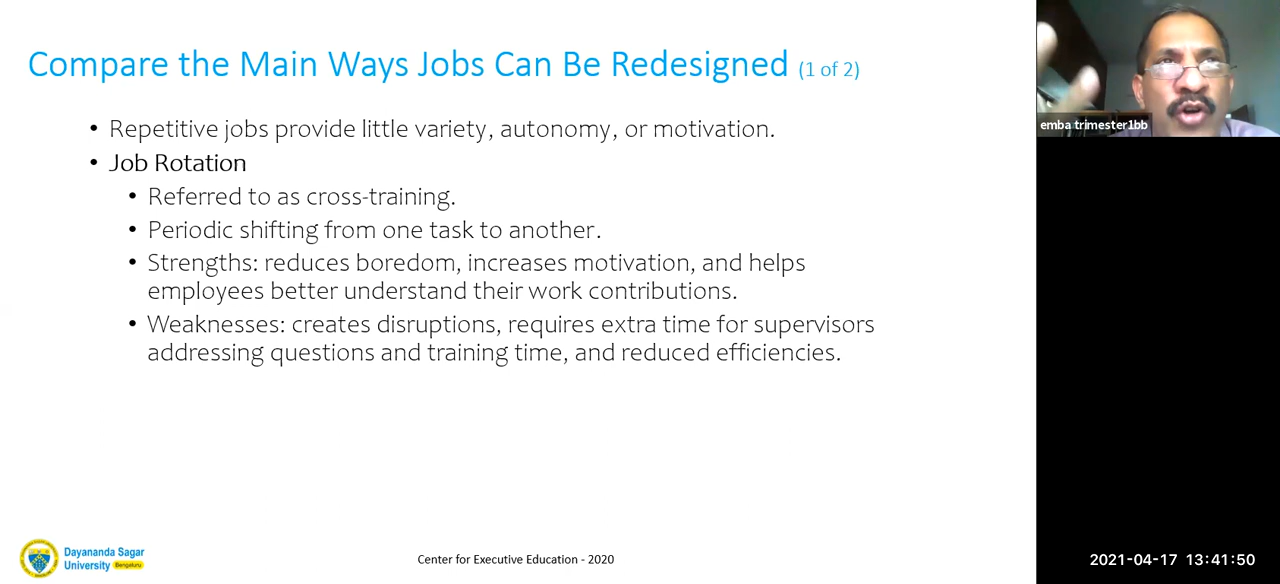 Compare the Main Ways Jobs Can Be Redesigned (1 of 2)
• Repetitive jobs provide little variety, autonomy, or motivation.
• Job Rotation
• Referred to as cross-training.
• Periodic shifting from one task to another.
• Strengths: reduces boredom, increases motivation, and helps
employees better understand their work contributions.
• Weaknesses: creates disruptions, requires extra time for supervisors
addressing questions and training time, and reduced efficiencies.
emba trimester1bb
Dayananda Sagar
University Bengaluru
Center for Executive Education - 2020
2021-04-17 13:41:50